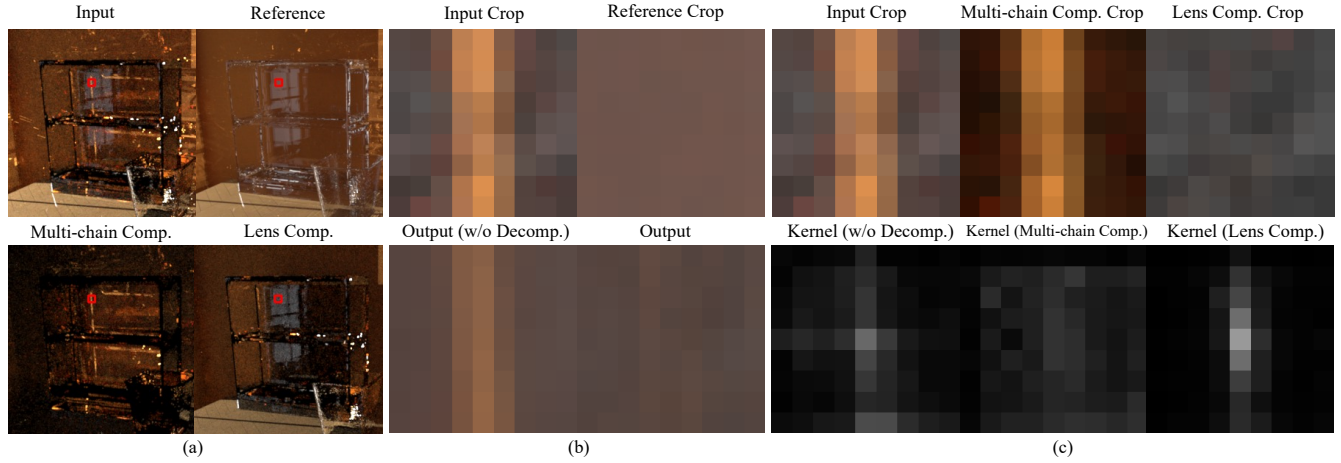 Input Reference Input Crop Reference Crop Input Crop Multi-chain Comp. Crop Lens Comp. Crop
Multi-chain Comp. Lens Comp. Output (w/o Decomp.) Output Kernel (w/o Decomp.) Kernel (Multi-chain Comp.) Kernel (Lens Comp.)
(a) (b) (c)